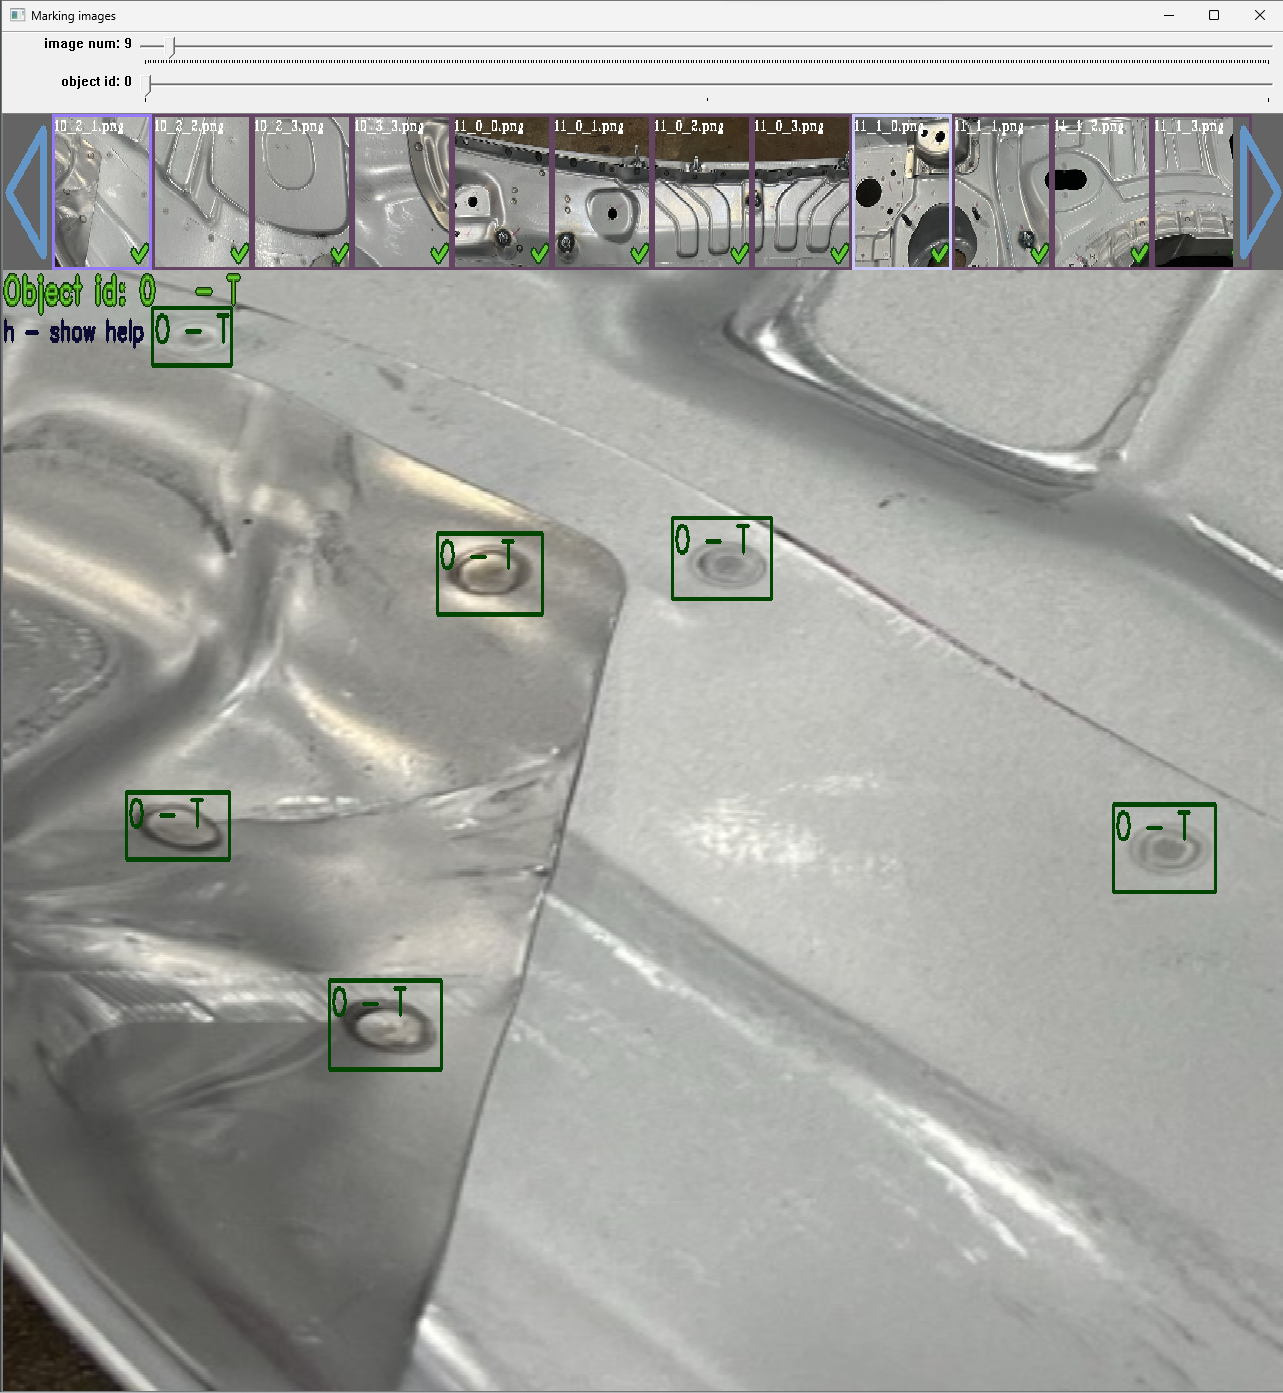 Marking images
image num: 9
object id: 0
10_2_1.png
10_2_2.png
10_2_3.png
10_3_3.png
11_0_0.png
11_0_1.png
11_0_2.png
11_0_3.png
11_1_0.png
11_1_1.png
11_1_2.png
11_1_3.png
Object id: 0 - T
h - show help
0 - T
0 - T
0 - T
0 - T
0 - T
0 - T